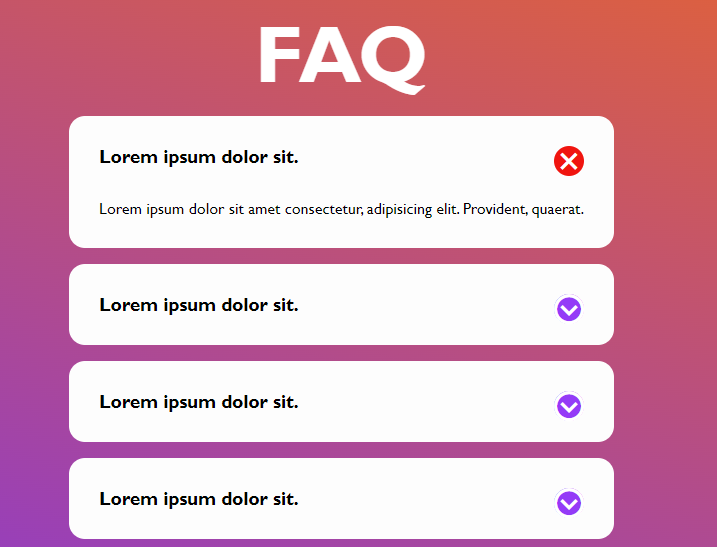 FAQ
Lorem ipsum dolor sit.
Lorem ipsum dolor sit amet consectetur, adipisicing elit. Provident, quaerat.
Lorem ipsum dolor sit.
Lorem ipsum dolor sit.
Lorem ipsum dolor sit.